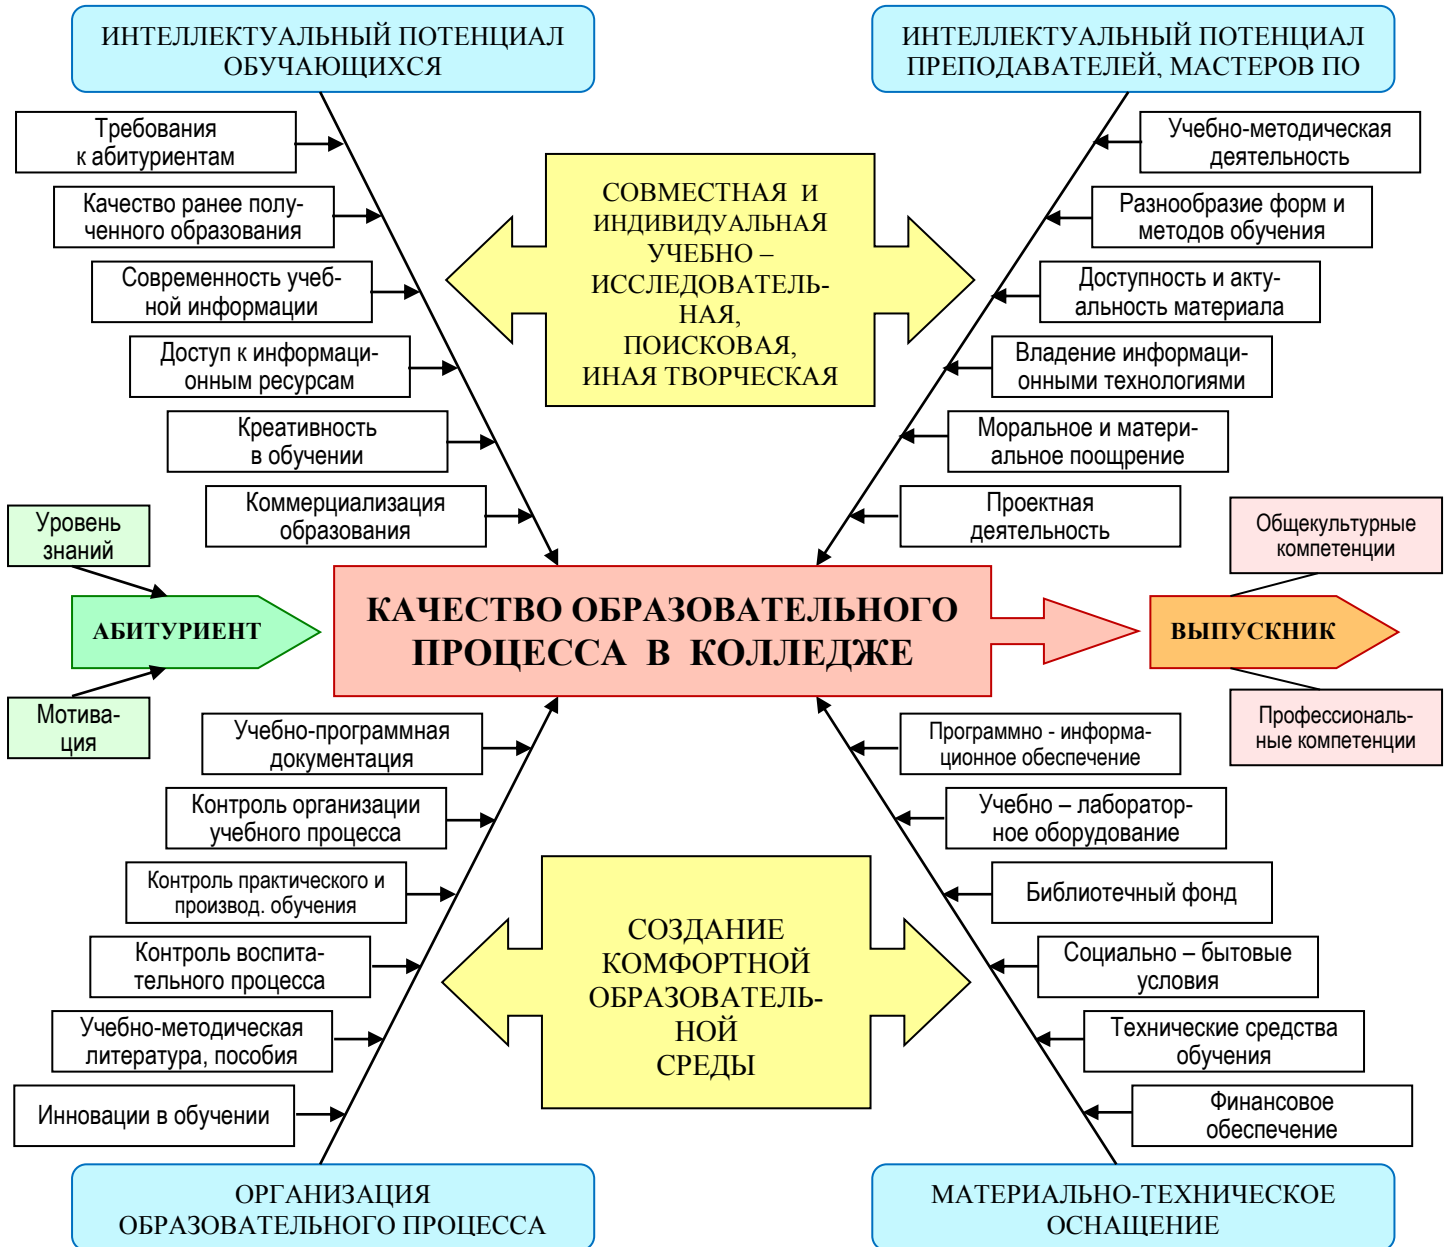 ИНТЕЛЛЕКТУАЛЬНЫЙ ПОТЕНЦИАЛ
ОБУЧАЮЩИХСЯ
ИНТЕЛЛЕКТУАЛЬНЫЙ ПОТЕНЦИАЛ
ПРЕПОДАВАТЕЛЕЙ, МАСТЕРОВ ПО
Требования
к абитуриентам
Качество ранее полу-
ченного образования
Современность учеб-
ной информации
Доступ к информаци-
онным ресурсам
Креативность
в обучении
Коммерциализация
образования
СОВМЕСТНАЯ И
ИНДИВИДУАЛЬНАЯ
УЧЕБНО –
ИССЛЕДОВАТЕЛЬ-
НАЯ,
ПОИСКОВАЯ,
ИНАЯ ТВОРЧЕСКАЯ
Учебно-методическая
деятельность
Разнообразие форм и
методов обучения
Доступность и акту-
альность материала
Владение информаци-
онными технологиями
Моральное и матери-
альное поощрение
Проектная
деятельность
Уровень
знаний
АБИТУРИЕНТ
Мотива-
ция
КАЧЕСТВО ОБРАЗОВАТЕЛЬНОГО
ПРОЦЕССА В КОЛЛЕДЖЕ
Общекультурные
компетенции
ВЫПУСКНИК
Профессиональ-
ные компетенции
Учебно-программная
документация
Контроль организации
учебного процесса
Контроль практического и
производ. обучения
Контроль воспита-
тельного процесса
Учебно-методическая
литература, пособия
Инновации в обучении
СОЗДАНИЕ
КОМФОРТНОЙ
ОБРАЗОВАТЕЛЬ-
НОЙ
СРЕДЫ
Программно - информа-
ционное обеспечение
Учебно – лаборатор-
ное оборудование
Библиотечный фонд
Социально – бытовые
условия
Технические средства
обучения
Финансовое
обеспечение
ОРГАНИЗАЦИЯ
ОБРАЗОВАТЕЛЬНОГО ПРОЦЕССА
МАТЕРИАЛЬНО-ТЕХНИЧЕСКОЕ
ОСНАЩЕНИЕ